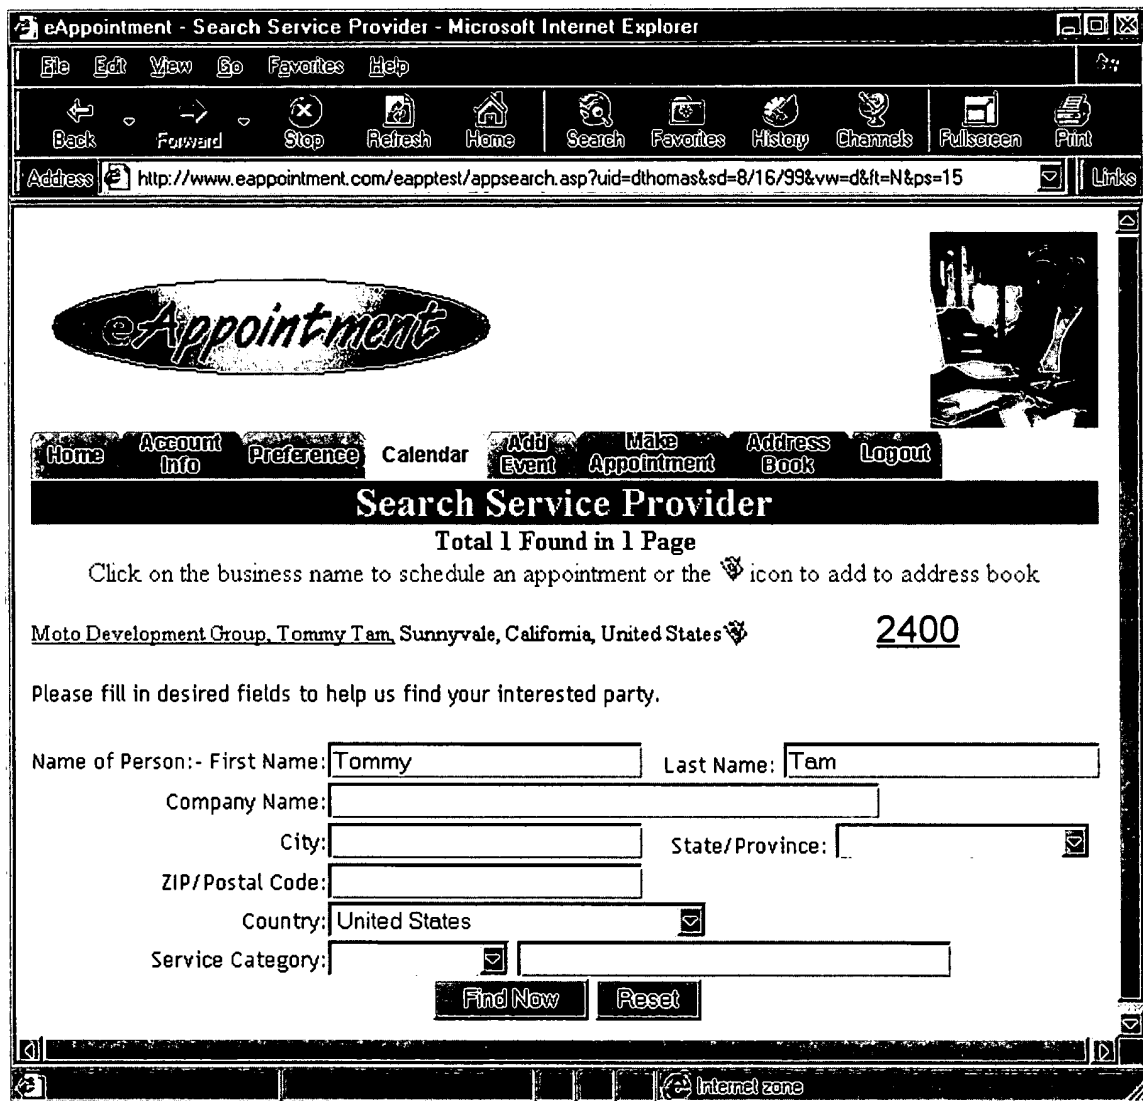 eAppointment - Search Service Provider - Microsoft Internet Explorer
File Edit View Go Favorites Help
Back Forward Stop Refresh Home Search Favorites History Channels Fullscreen Print
Address http://www.eappointment.com/eapptest/appsearch.asp?uid=dthomas&sd=8/16/99&vw=d&ft=N&ps=15 Links
eAppointment
Home Account Info Preference Calendar Add Event Make Appointment Address Book Logout
Search Service Provider
Total 1 Found in 1 Page
Click on the business name to schedule an appointment or the icon to add to address book
Moto Development Group, Tommy Tam, Sunnyvale, California, United States 2400
Please fill in desired fields to help us find your interested party.
Name of Person:- First Name: Tommy Last Name: Tam
Company Name:
City: State/Province:
ZIP/Postal Code:
Country: United States
Service Category:
Find Now Reset
Internet zone